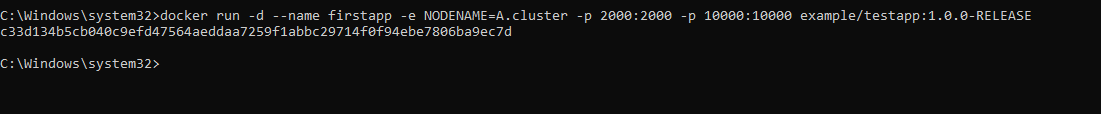 C:\Windows\system32>docker run -d --name firstapp -e NODENAME=A.cluster -p 2000:2000 -p 10000:10000 example/testapp:1.0.0-RELEASE
c33d134b5cb040c9efd47564aeddaa7259f1abbc29714f0f94ebe7806ba9ec7d
C:\Windows\system32>